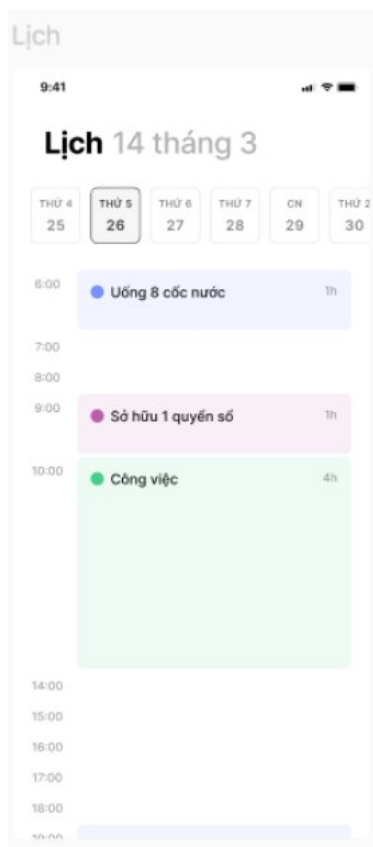 Lịch
9:41
Lịch 14 tháng 3
THỨ 4 THỨ 5 THỨ 6 THỨ 7 CN THỨ 2
25 26 27 28 29 30
6:00 Uống 8 cốc nước 1h
7:00
8:00
9:00 Sở hữu 1 quyển sổ 1h
10:00 Công việc 4h
14:00
15:00
16:00
17:00
18:00
19:00